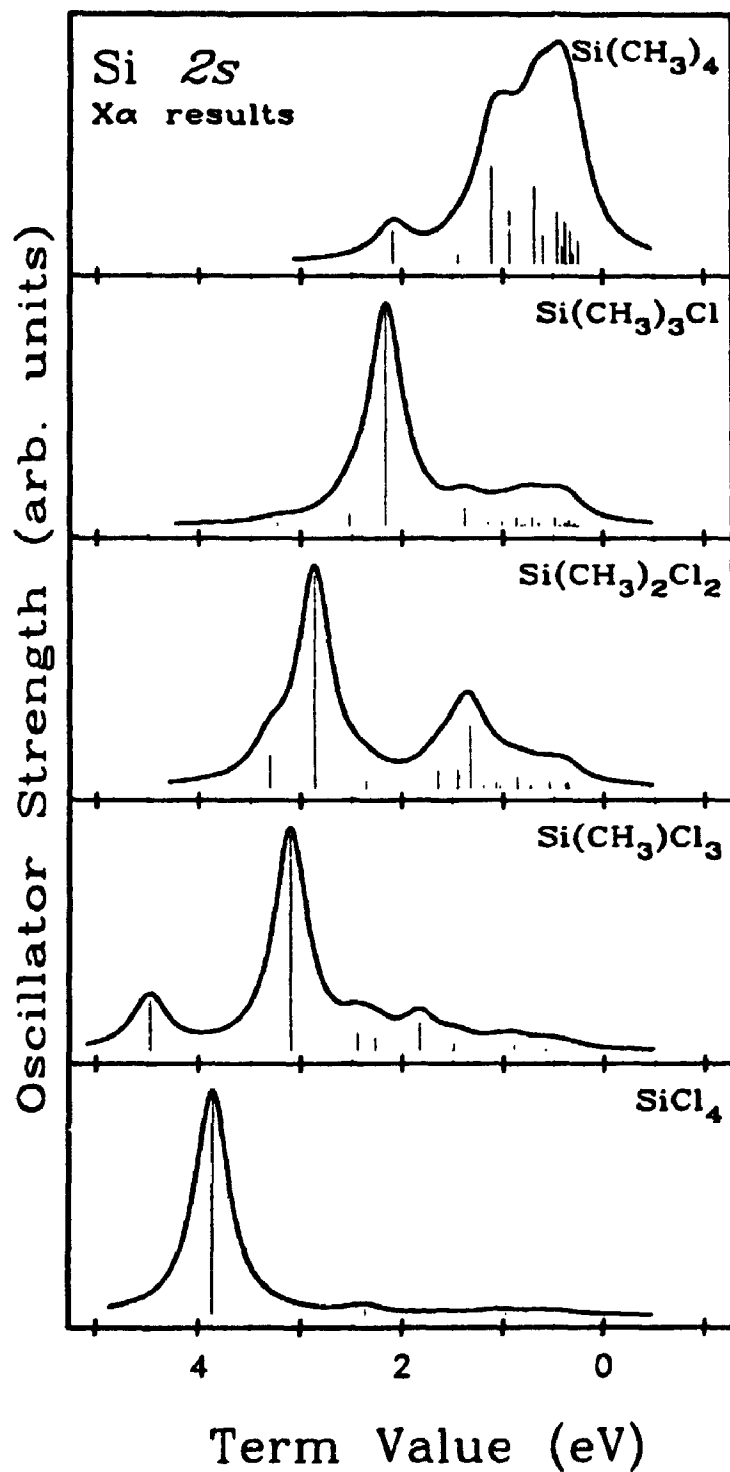 Si 2s
Xα results
Si(CH₃)₄
Si(CH₃)₃Cl
Si(CH₃)₂Cl₂
Si(CH₃)Cl₃
SiCl₄
Oscillator Strength (arb. units)
4 2 0
Term Value (eV)